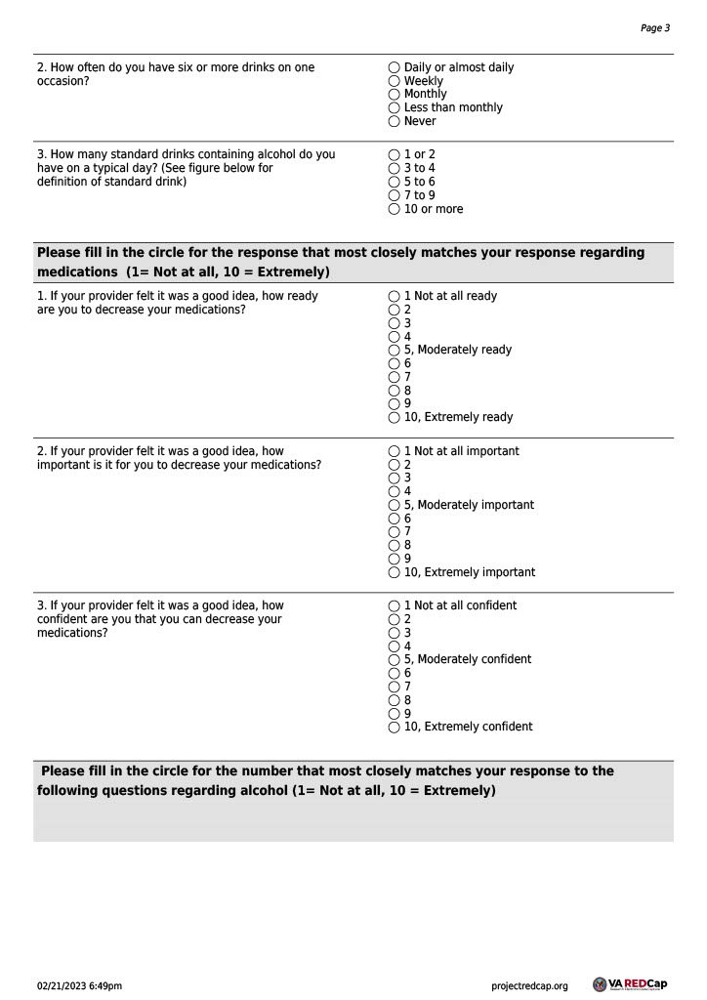 Page 3
2. How often do you have six or more drinks on one
occasion?
Daily or almost daily
Weekly
Monthly
Less than monthly
Never
3. How many standard drinks containing alcohol do you
have on a typical day? (See figure below for
definition of standard drink)
1 or 2
3 to 4
5 to 6
7 to 9
10 or more
Please fill in the circle for the response that most closely matches your response regarding
medications (1= Not at all, 10 = Extremely)
1. If your provider felt it was a good idea, how ready
are you to decrease your medications?
1 Not at all ready
2
3
4
5, Moderately ready
6
7
8
9
10, Extremely ready
2. If your provider felt it was a good idea, how
important is it for you to decrease your medications?
1 Not at all important
2
3
4
5, Moderately important
6
7
8
9
10, Extremely important
3. If your provider felt it was a good idea, how
confident are you that you can decrease your
medications?
1 Not at all confident
2
3
4
5, Moderately confident
6
7
8
9
10, Extremely confident
Please fill in the circle for the number that most closely matches your response to the
following questions regarding alcohol (1= Not at all, 10 = Extremely)
02/21/2023 6:49pm
projectredcap.org
VA REDCap